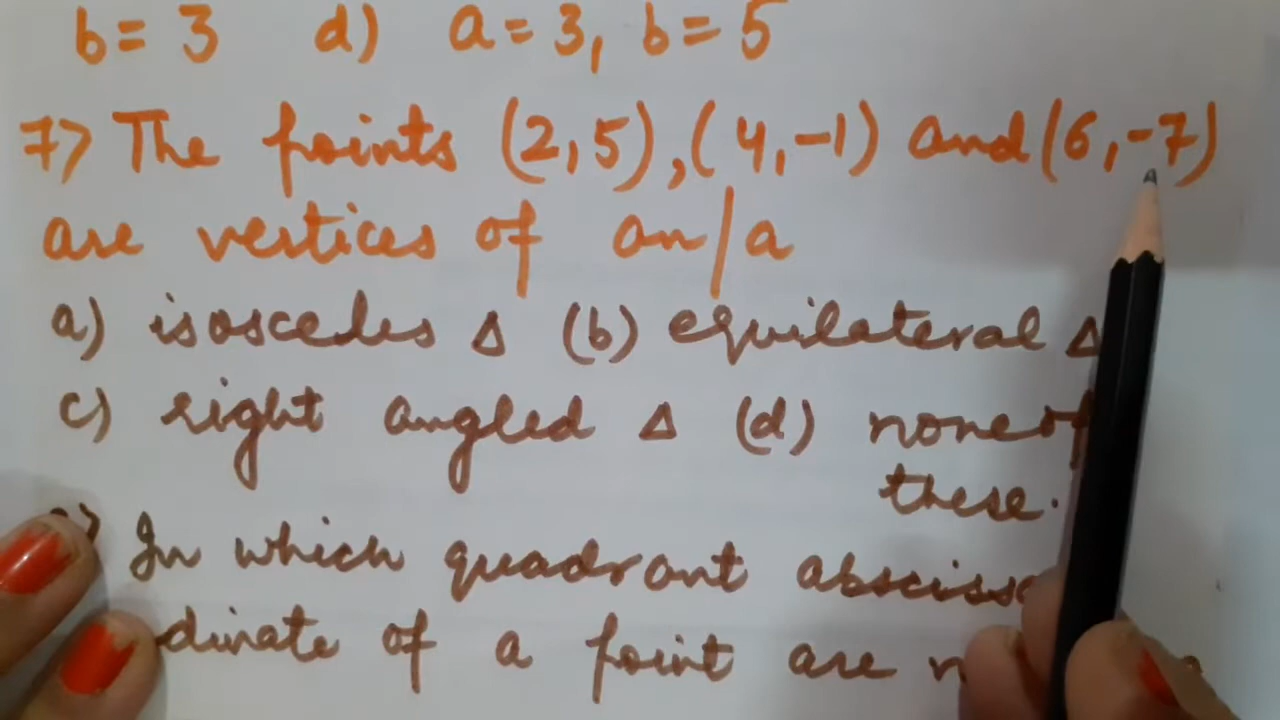 b= 3 d) a=3, b=5
7) The points (2,5),(4,-1) and(6,-7)
are vertices of an/a
a) isosceles Δ (b) equilateral Δ
c) right angled Δ (d) none of
these.
In which quadrant
of a point are